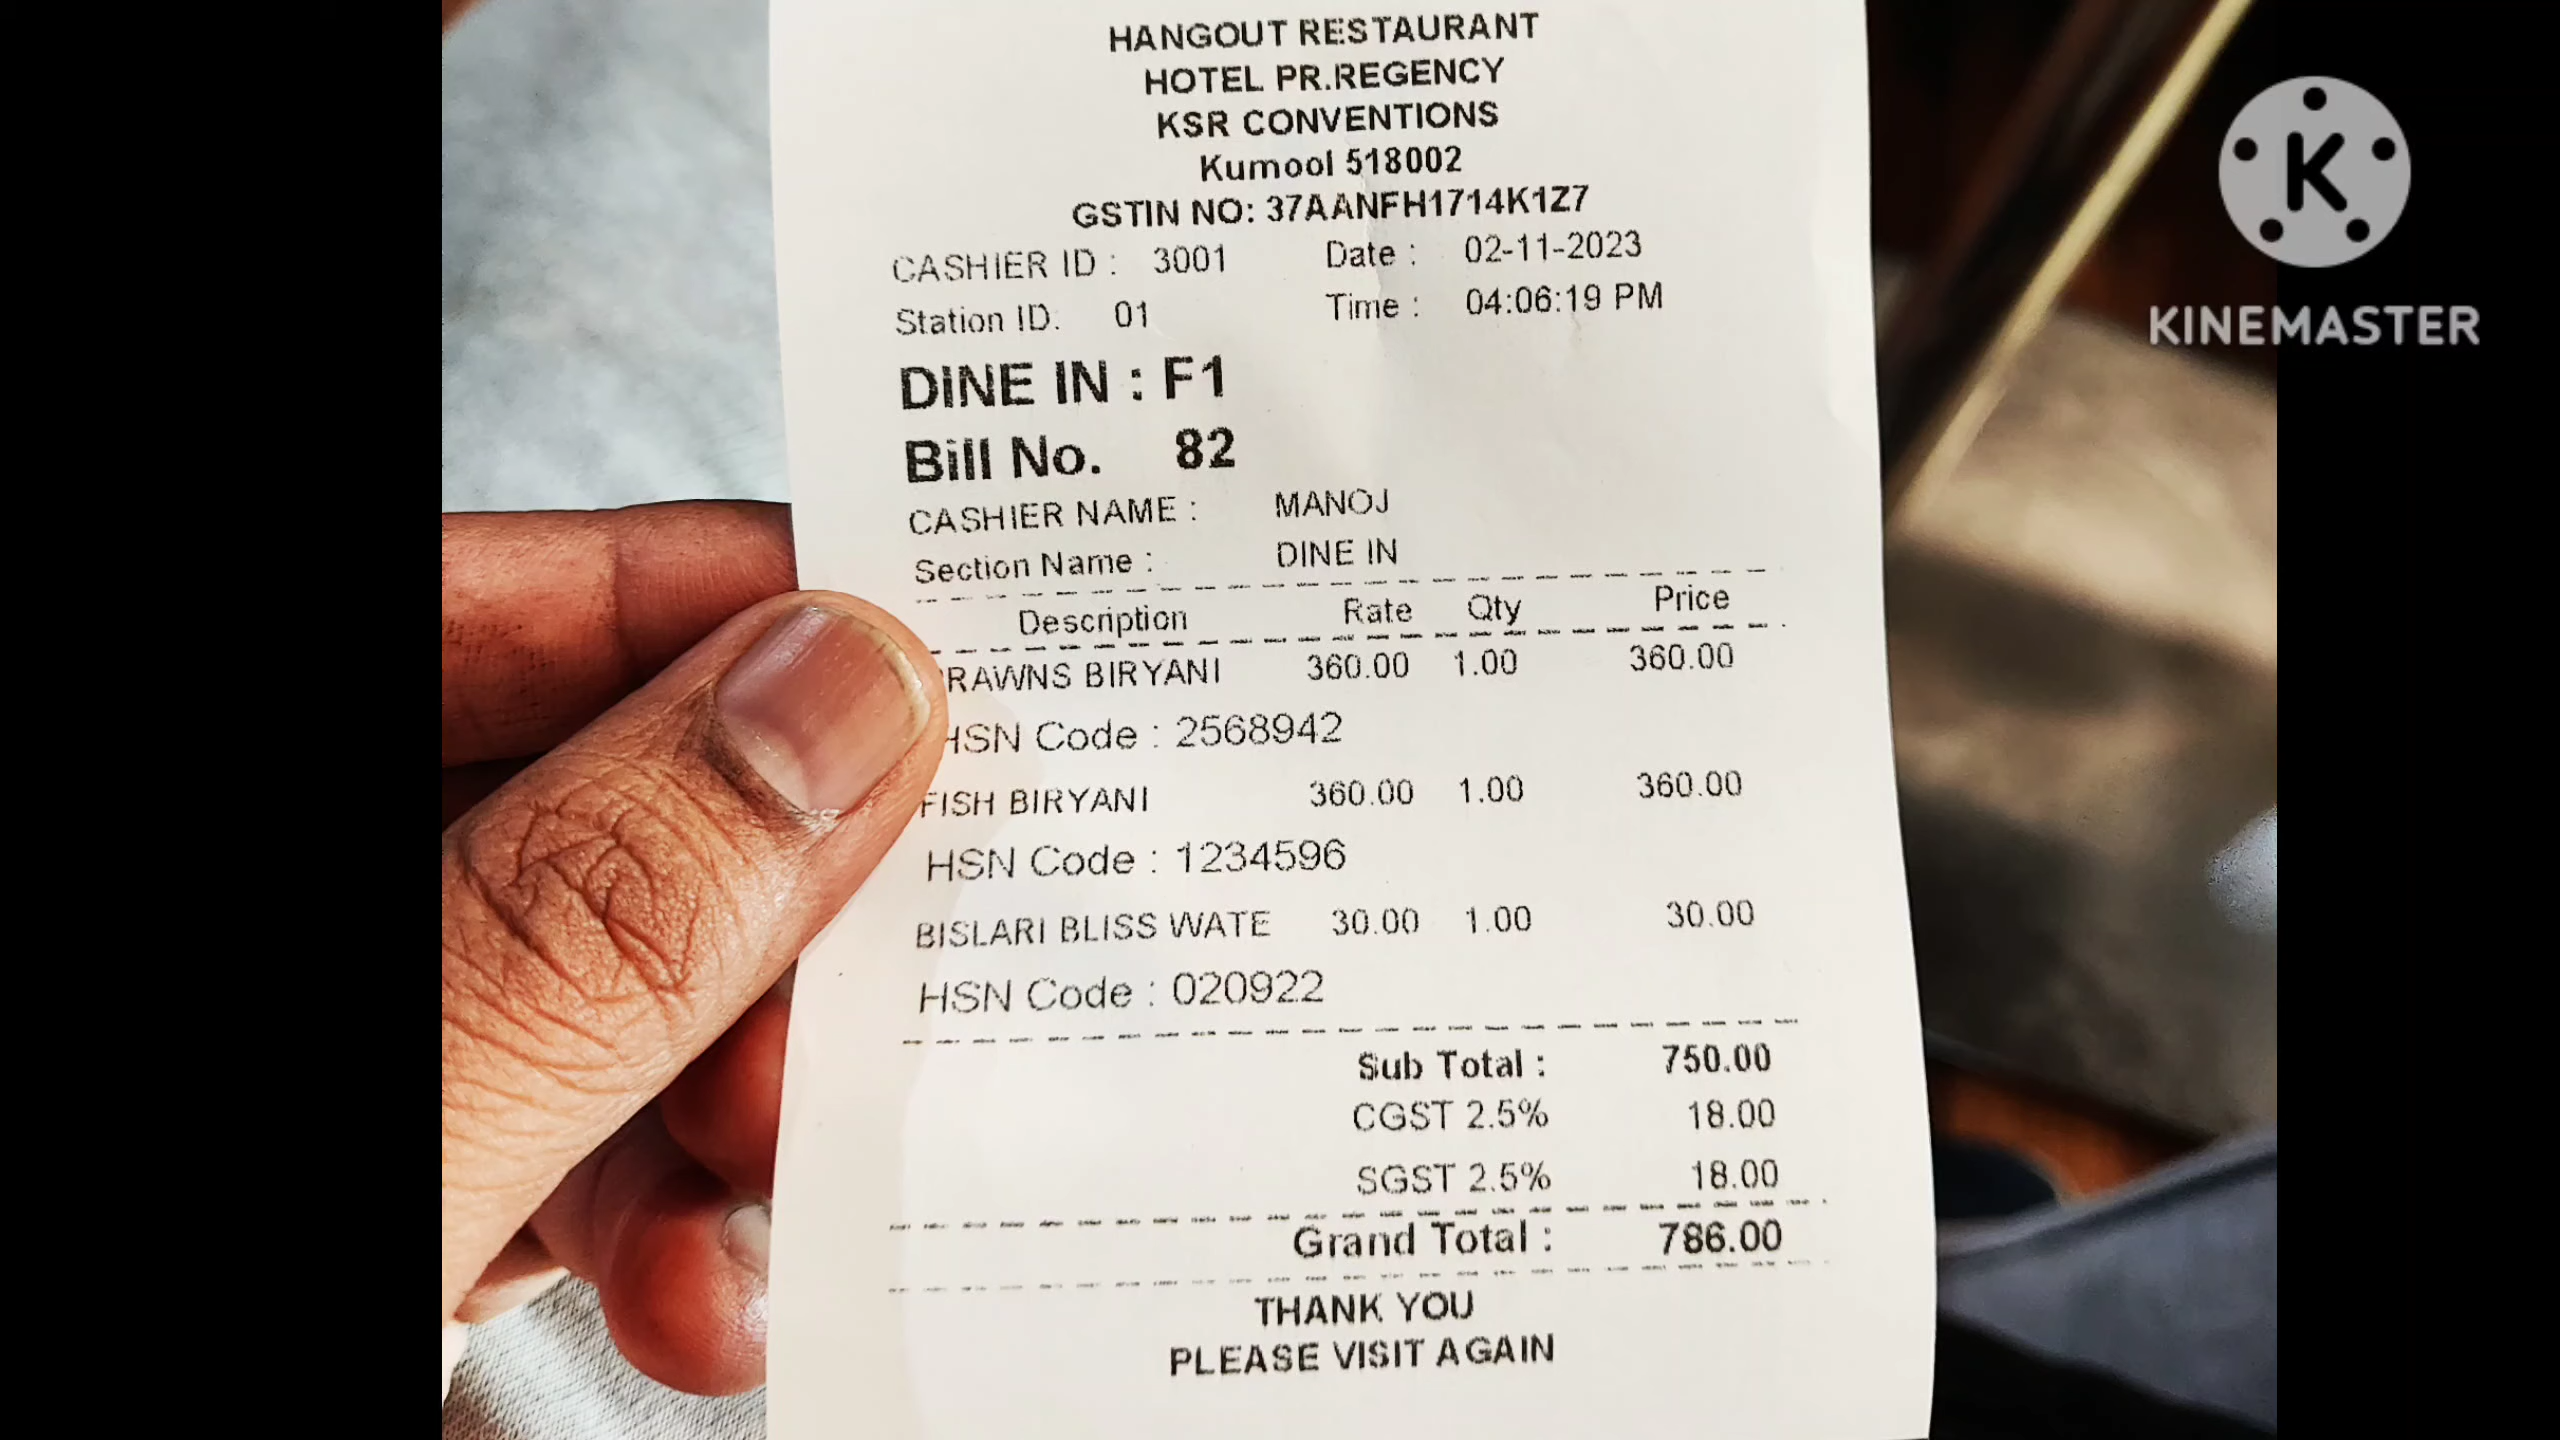 HANGOUT RESTAURANT
HOTEL PR.REGENCY
KSR CONVENTIONS
Kurnool 518002
GSTIN NO: 37AANFH1714K1Z7
CASHIER ID : 3001 Date : 02-11-2023
Station ID: 01 Time : 04:06:19 PM
DINE IN : F1
Bill No. 82
CASHIER NAME : MANOJ
Section Name : DINE IN
Description Rate Qty Price
RAWNS BIRYANI 360.00 1.00 360.00
HSN Code : 2568942
FISH BIRYANI 360.00 1.00 360.00
HSN Code : 1234596
BISLARI BLISS WATE 30.00 1.00 30.00
HSN Code : 020922
Sub Total : 750.00
CGST 2.5% 18.00
SGST 2.5% 18.00
Grand Total : 786.00
THANK YOU
PLEASE VISIT AGAIN
K
KINEMASTER